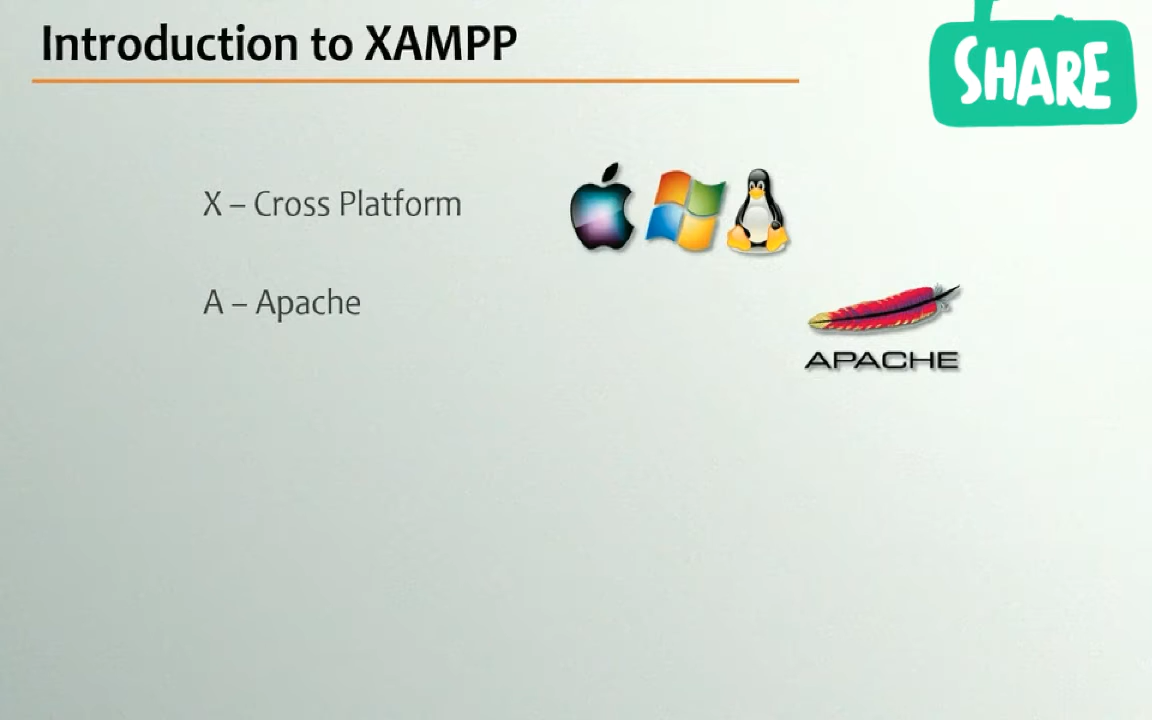 Introduction to XAMPP
SHARE
X – Cross Platform
A – Apache
APACHE